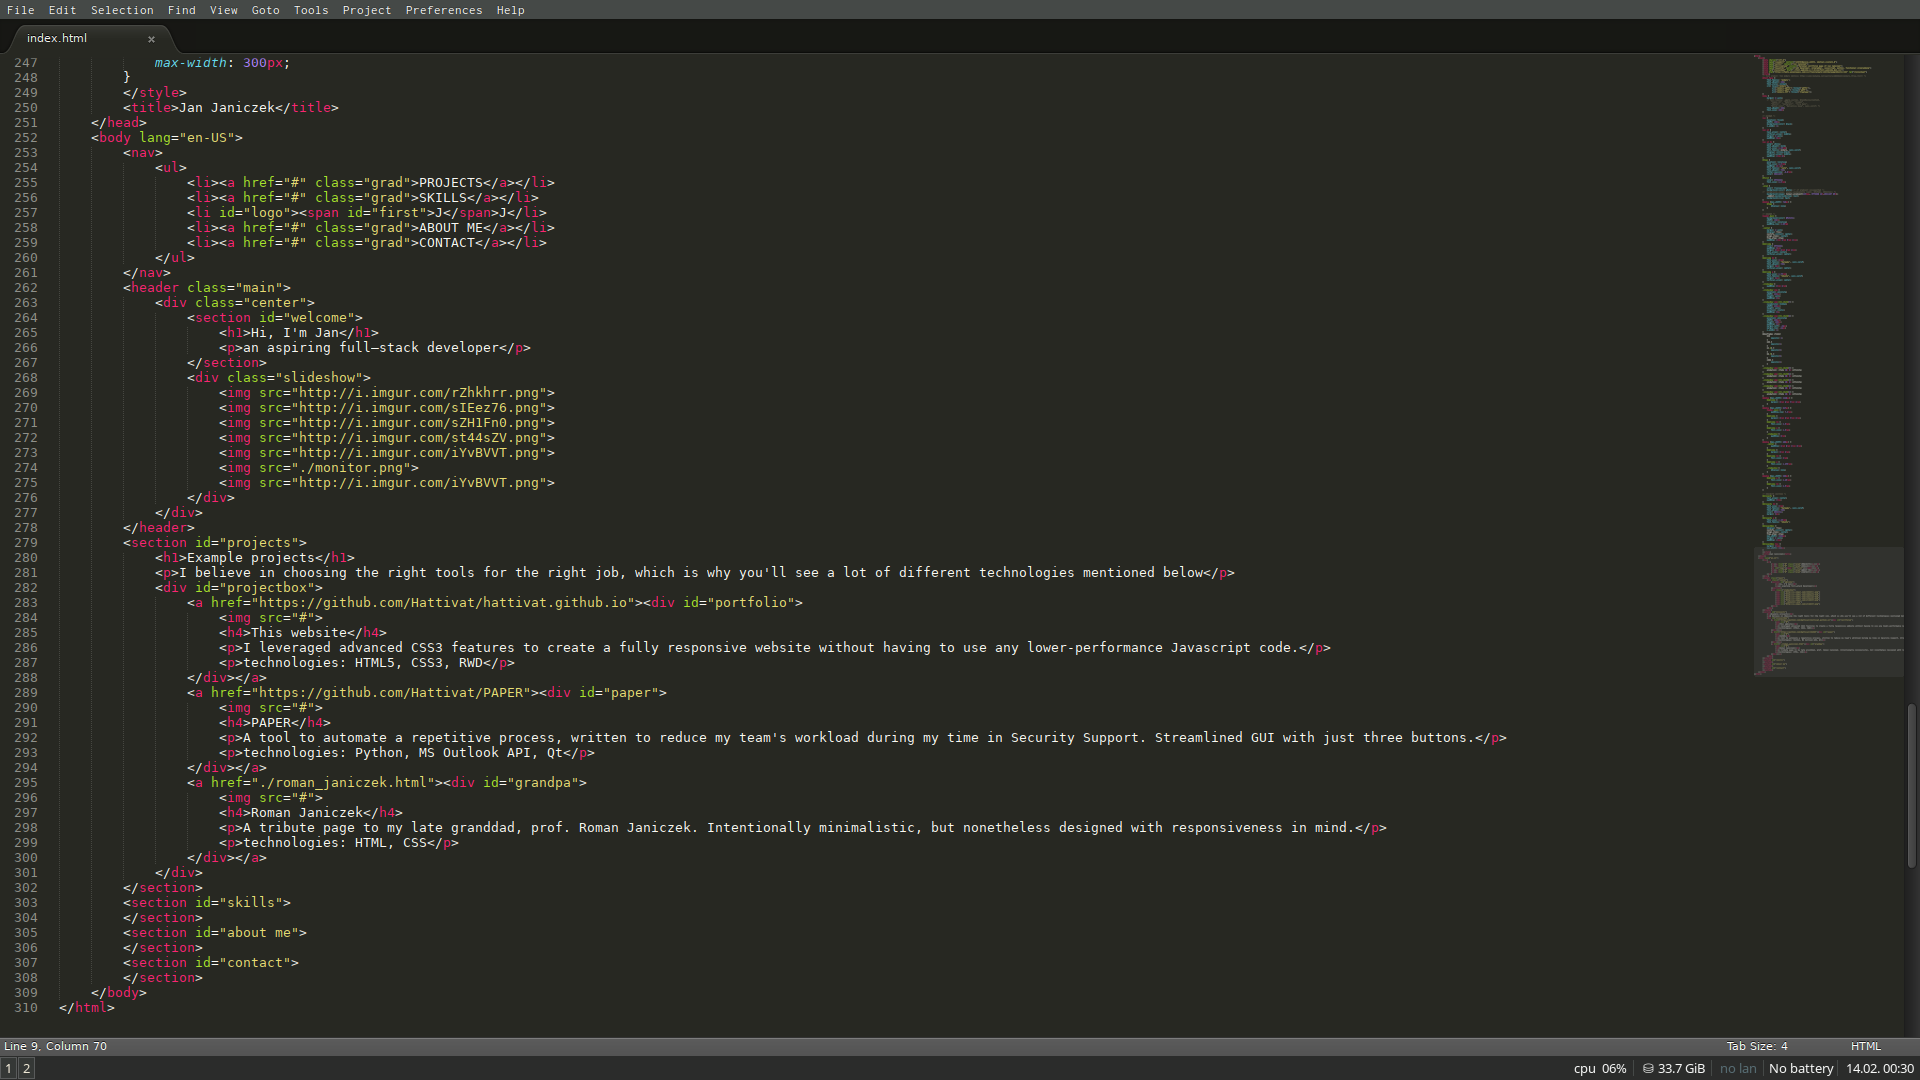 File Edit Selection Find View Goto Tools Project Preferences Help
index.html ×
247 max-width: 300px;
248 }
249 </style>
250 <title>Jan Janiczek</title>
251 </head>
252 <body lang="en-US">
253 <nav>
254 <ul>
255 <li><a href="#" class="grad">PROJECTS</a></li>
256 <li><a href="#" class="grad">SKILLS</a></li>
257 <li id="logo"><span id="first">J</span>J</li>
258 <li><a href="#" class="grad">ABOUT ME</a></li>
259 <li><a href="#" class="grad">CONTACT</a></li>
260 </ul>
261 </nav>
262 <header class="main">
263 <div class="center">
264 <section id="welcome">
265 <h1>Hi, I'm Jan</h1>
266 <p>an aspiring full–stack developer</p>
267 </section>
268 <div class="slideshow">
269 <img src="http://i.imgur.com/rZhkhrr.png">
270 <img src="http://i.imgur.com/sIEez76.png">
271 <img src="http://i.imgur.com/sZH1Fn0.png">
272 <img src="http://i.imgur.com/st44sZV.png">
273 <img src="http://i.imgur.com/iYvBVVT.png">
274 <img src="./monitor.png">
275 <img src="http://i.imgur.com/iYvBVVT.png">
276 </div>
277 </div>
278 </header>
279 <section id="projects">
280 <h1>Example projects</h1>
281 <p>I believe in choosing the right tools for the right job, which is why you'll see a lot of different technologies mentioned below</p>
282 <div id="projectbox">
283 <a href="https://github.com/Hattivat/hattivat.github.io"><div id="portfolio">
284 <img src="#">
285 <h4>This website</h4>
286 <p>I leveraged advanced CSS3 features to create a fully responsive website without having to use any lower-performance Javascript code.</p>
287 <p>technologies: HTML5, CSS3, RWD</p>
288 </div></a>
289 <a href="https://github.com/Hattivat/PAPER"><div id="paper">
290 <img src="#">
291 <h4>PAPER</h4>
292 <p>A tool to automate a repetitive process, written to reduce my team's workload during my time in Security Support. Streamlined GUI with just three buttons.</p>
293 <p>technologies: Python, MS Outlook API, Qt</p>
294 </div></a>
295 <a href="./roman_janiczek.html"><div id="grandpa">
296 <img src="#">
297 <h4>Roman Janiczek</h4>
298 <p>A tribute page to my late granddad, prof. Roman Janiczek. Intentionally minimalistic, but nonetheless designed with responsiveness in mind.</p>
299 <p>technologies: HTML, CSS</p>
300 </div></a>
301 </div>
302 </section>
303 <section id="skills">
304 </section>
305 <section id="about me">
306 </section>
307 <section id="contact">
308 </section>
309 </body>
310 </html>
Line 9, Column 70 Tab Size: 4 HTML
1 2 cpu 06% 33.7 GiB no lan No battery 14.02. 00:30